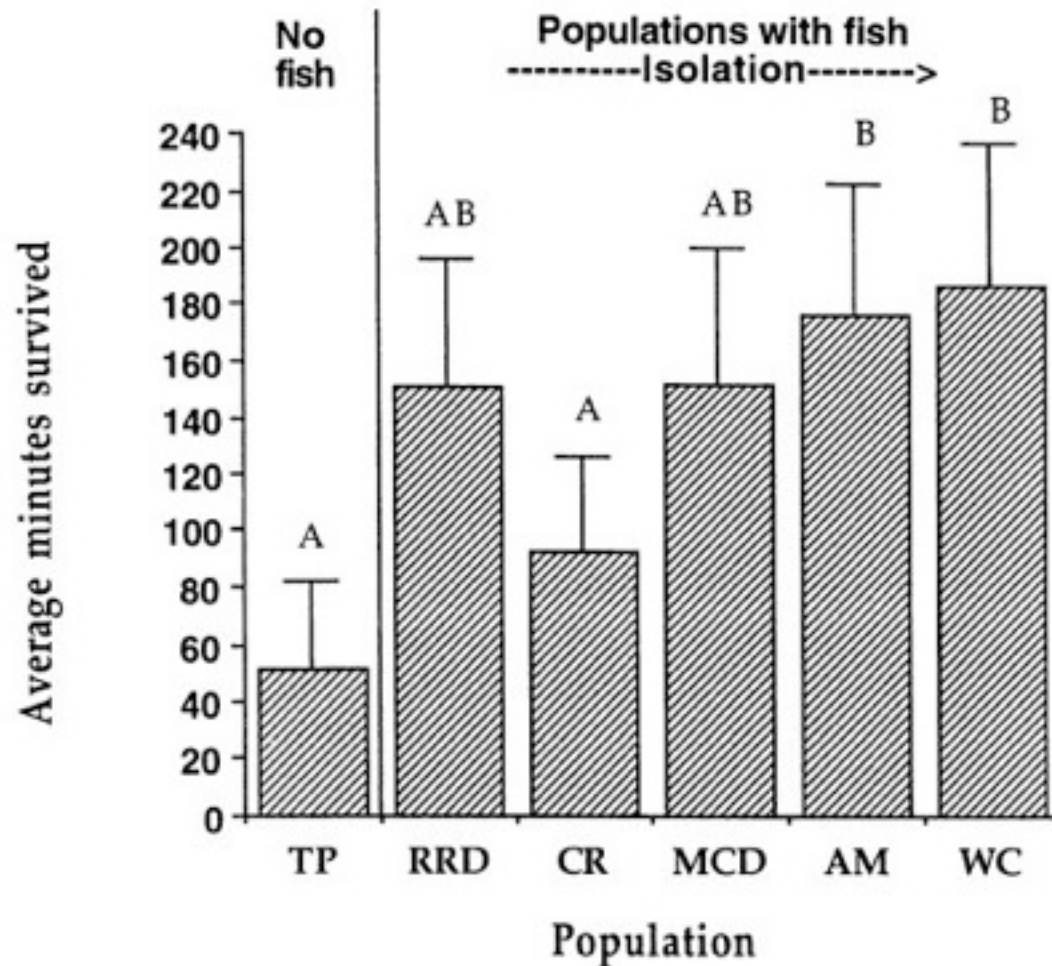 No
fish
Populations with fish
---------Isolation------->
Average minutes survived
240
220
200
180
160
140
120
100
80
60
40
20
0
A
AB
A
AB
B
B
TP RRD CR MCD AM WC
Population